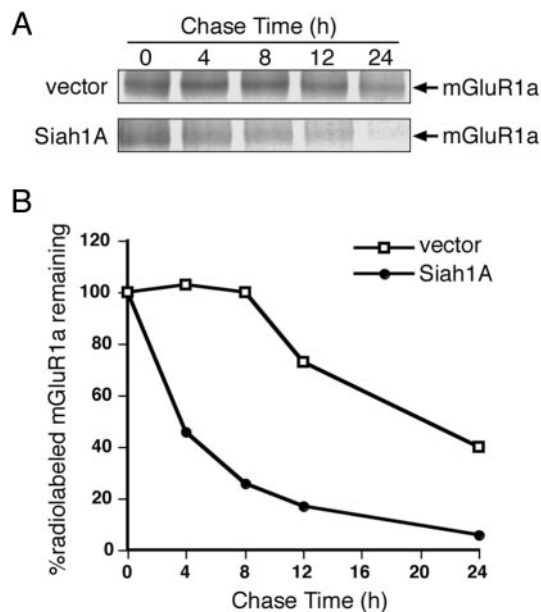 A
Chase Time (h)
0 4 8 12 24
vector mGluR1a
Siah1A mGluR1a
B
%radiolabeled mGluR1a remaining
120
100
80
60
40
20
0
vector
Siah1A
0 4 8 12 16 20 24
Chase Time (h)